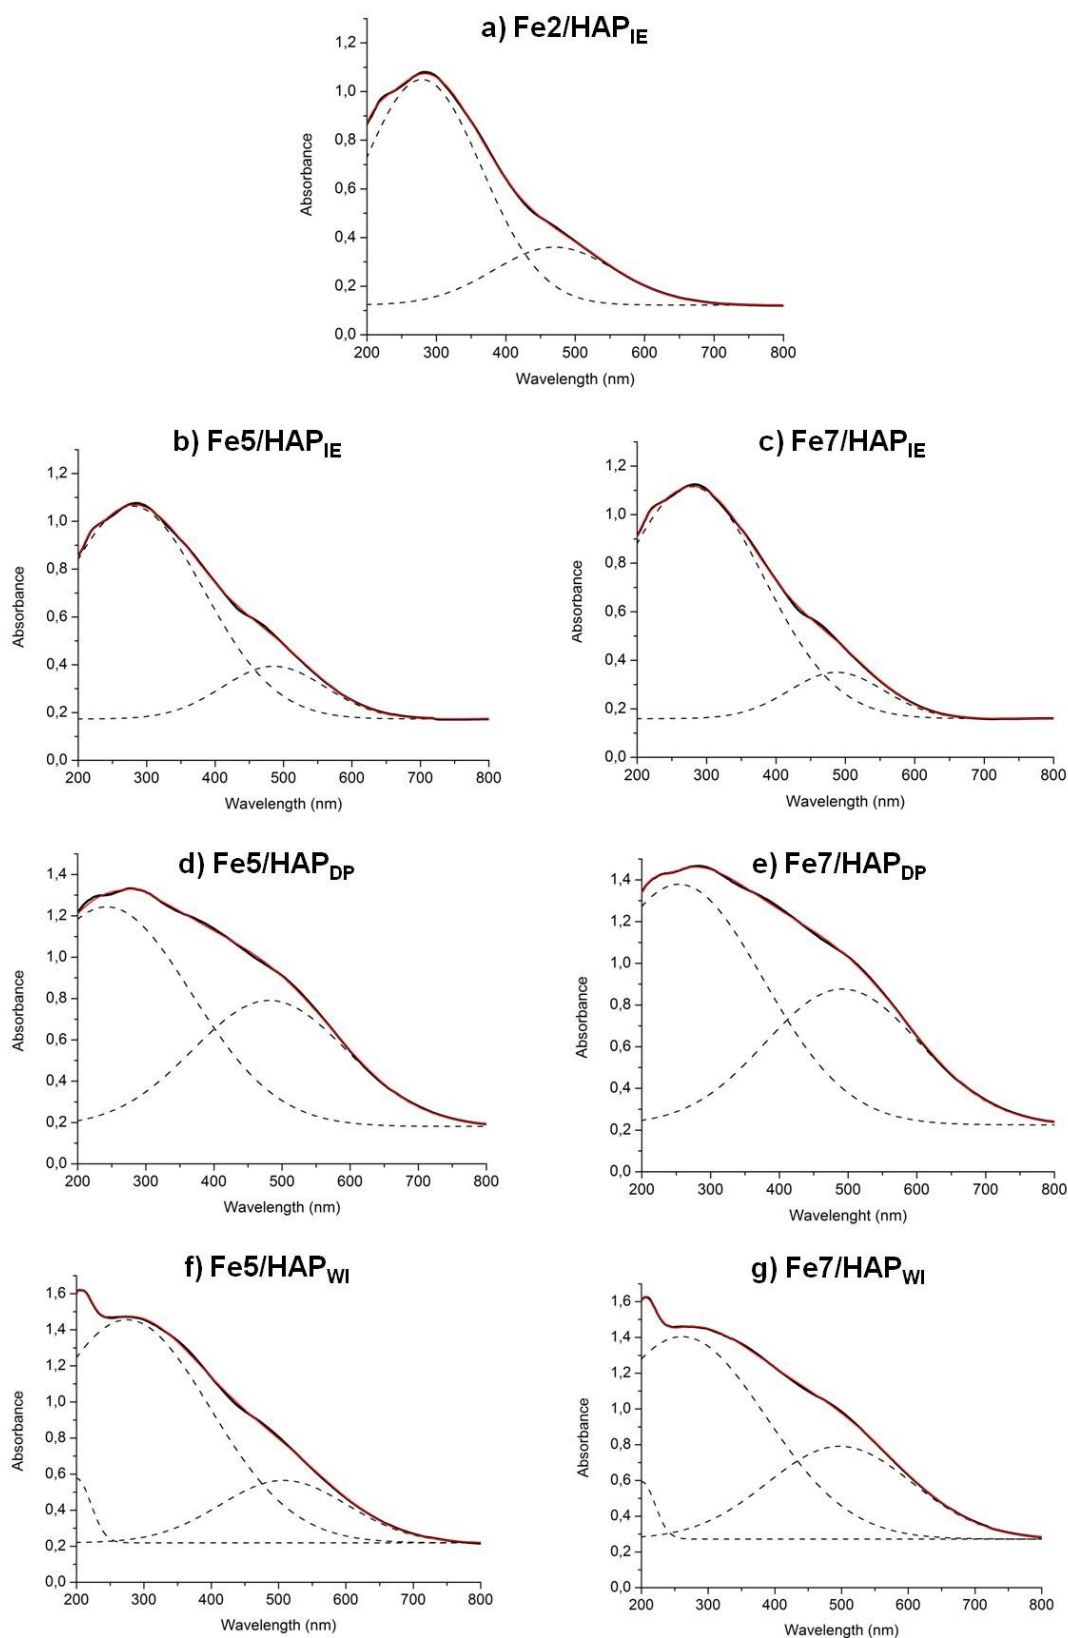 a) Fe2/HAPIE
1,2
1,0
0,8
0,6
0,4
0,2
0,0
Absorbance
200 300 400 500 600 700 800
Wavelength (nm)
b) Fe5/HAPIE
1,2
1,0
0,8
0,6
0,4
0,2
0,0
Absorbance
200 300 400 500 600 700 800
Wavelength (nm)
c) Fe7/HAPIE
1,2
1,0
0,8
0,6
0,4
0,2
0,0
Absorbance
200 300 400 500 600 700 800
Wavelength (nm)
d) Fe5/HAPDP
1,4
1,2
1,0
0,8
0,6
0,4
0,2
0,0
Absorbance
200 300 400 500 600 700 800
Wavelength (nm)
e) Fe7/HAPDP
1,4
1,2
1,0
0,8
0,6
0,4
0,2
0,0
Absorbance
200 300 400 500 600 700 800
Wavelenght (nm)
f) Fe5/HAPWI
1,6
1,4
1,2
1,0
0,8
0,6
0,4
0,2
0,0
Absorbance
200 300 400 500 600 700 800
Wavelength (nm)
g) Fe7/HAPWI
1,6
1,4
1,2
1,0
0,8
0,6
0,4
0,2
0,0
Absorbance
200 300 400 500 600 700 800
Wavelength (nm)